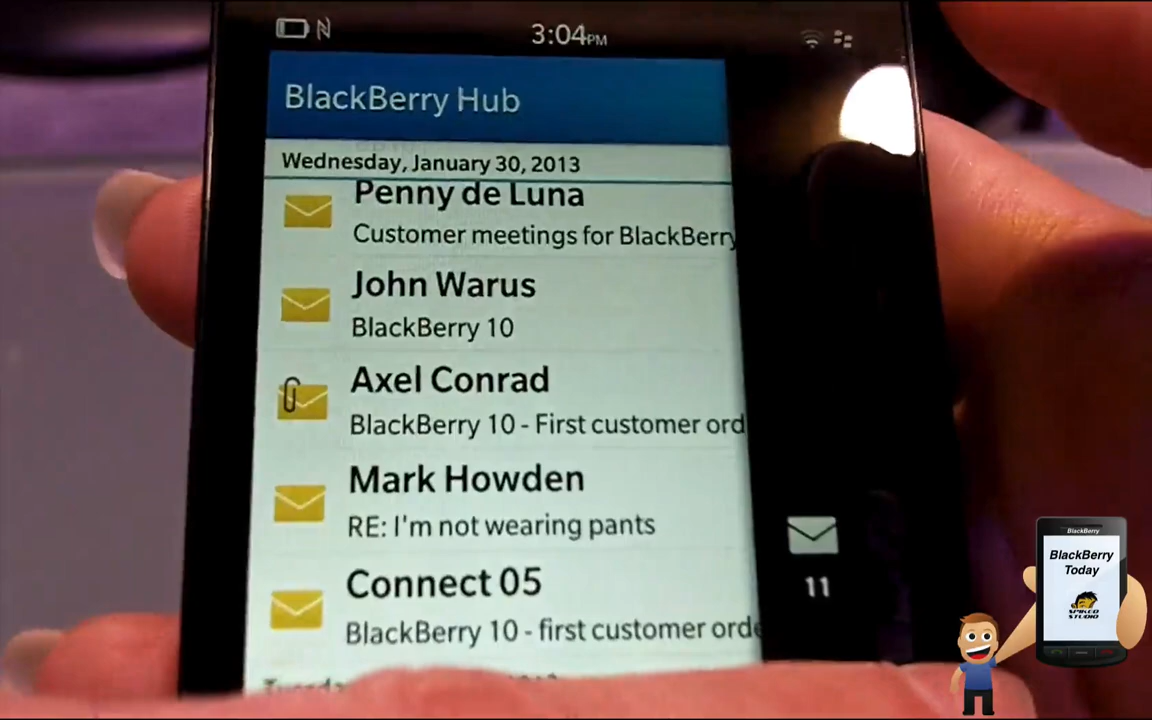 3:04PM
BlackBerry Hub
Wednesday, January 30, 2013
Penny de Luna
Customer meetings for BlackBerry
John Warus
BlackBerry 10
Axel Conrad
BlackBerry 10 - First customer ord
Mark Howden
RE: I'm not wearing pants
11
Connect 05
BlackBerry 10 - first customer orde
BlackBerry
BlackBerry
Today
SPIKED
STUDIO